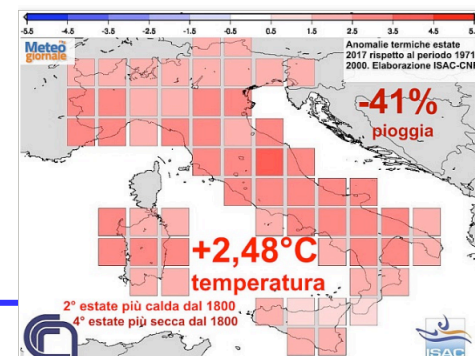 -5.5 -4.5 -3.5 -2.5 -1.5 -0.5 0.5 1.5 2.5 3.5 4.5 5.
Meteo
giornale
Anomalie termiche estate
2017 rispetto al periodo 1971
2000. Elaborazione ISAC-CNR
-41%
pioggia
+2,48°C
temperatura
2° estate più calda dal 1800
4° estate più secca dal 1800
ISAC